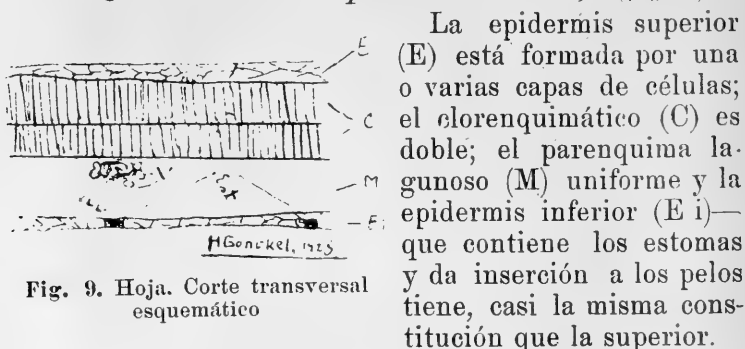 La epidermis superior
(E) está formada por una
o varias capas de células;
el clorenquimático (C) es
doble; el parenquima la-
gunoso (M) uniforme y la
epidermis inferior (E i)—
que contiene los estomas
y da inserción a los pelos
tiene, casi la misma cons-
titución que la superior.
E
C
M
Ei
Fig. 9. Hoja. Corte transversal
esquemático